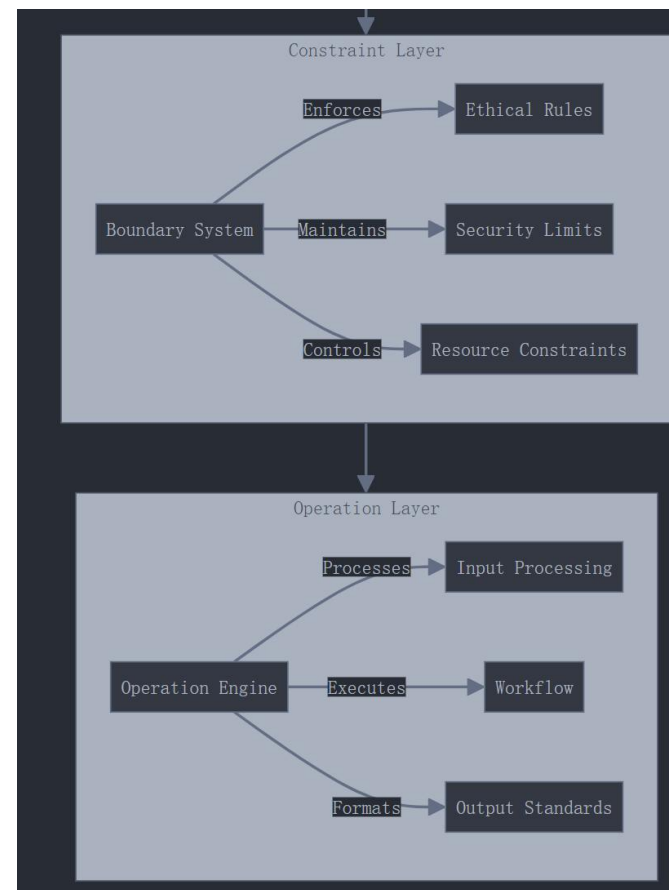 Constraint Layer
Enforces
Ethical Rules
Boundary System
Maintains
Security Limits
Controls
Resource Constraints
Operation Layer
Processes
Input Processing
Operation Engine
Executes
Workflow
Formats
Output Standards